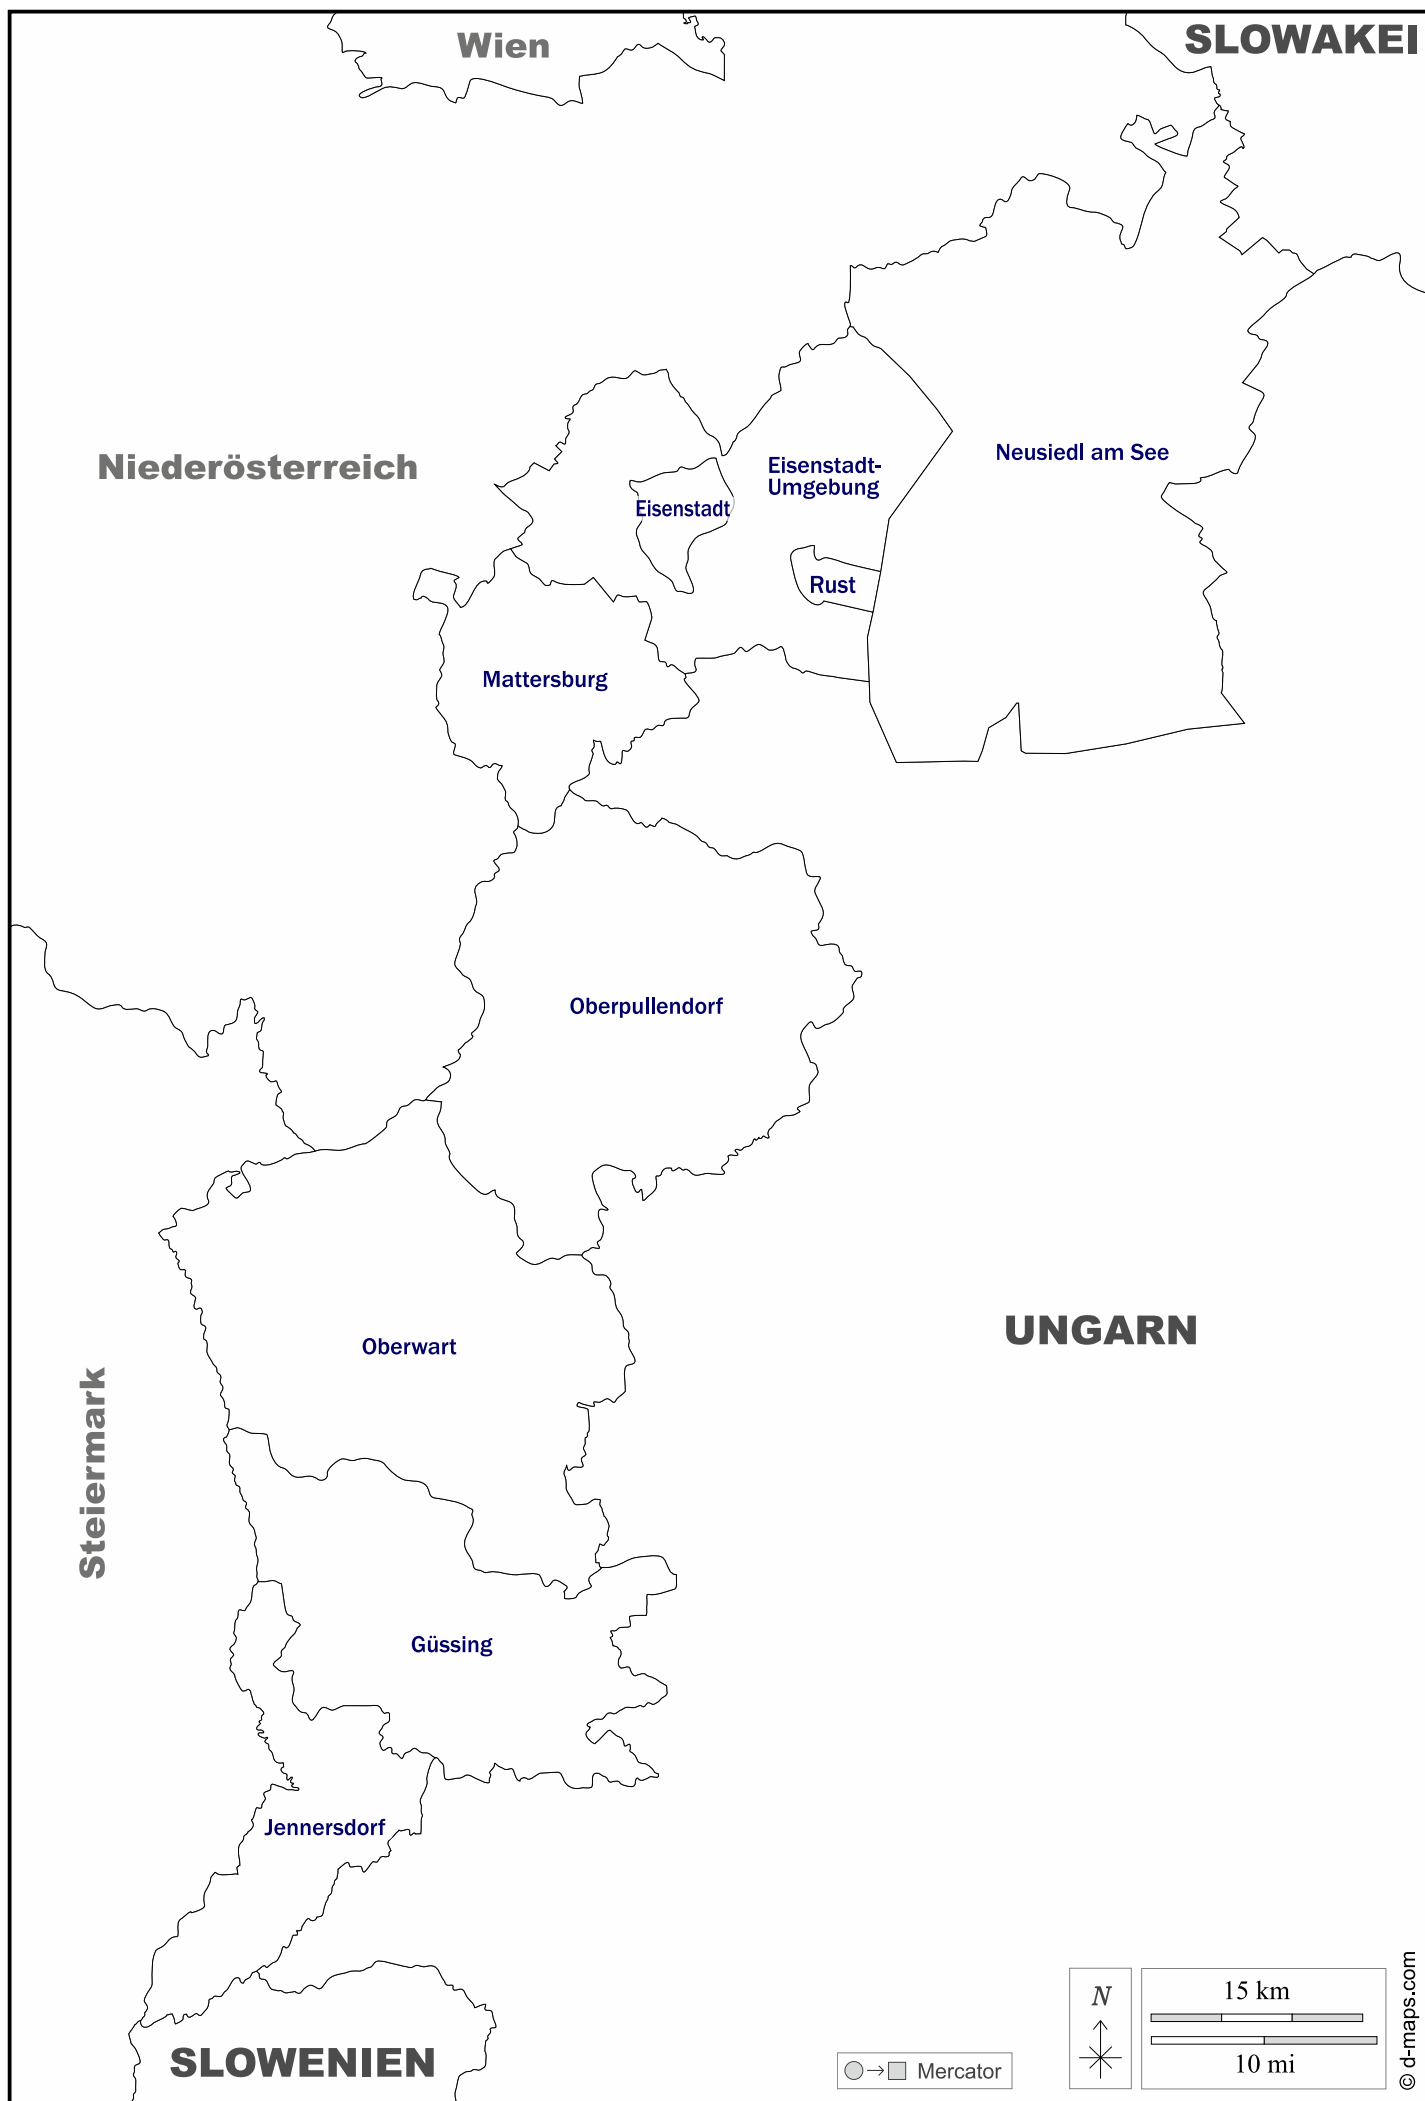 Wien
SLOWAKEI
Niederösterreich
Neusiedl am See
Eisenstadt-
Umgebung
Eisenstadt
Rust
Mattersburg
Oberpullendorf
UNGARN
Oberwart
Steiermark
Güssing
Jennersdorf
SLOWENIEN
Mercator
N
15 km
10 mi
© d-maps.com